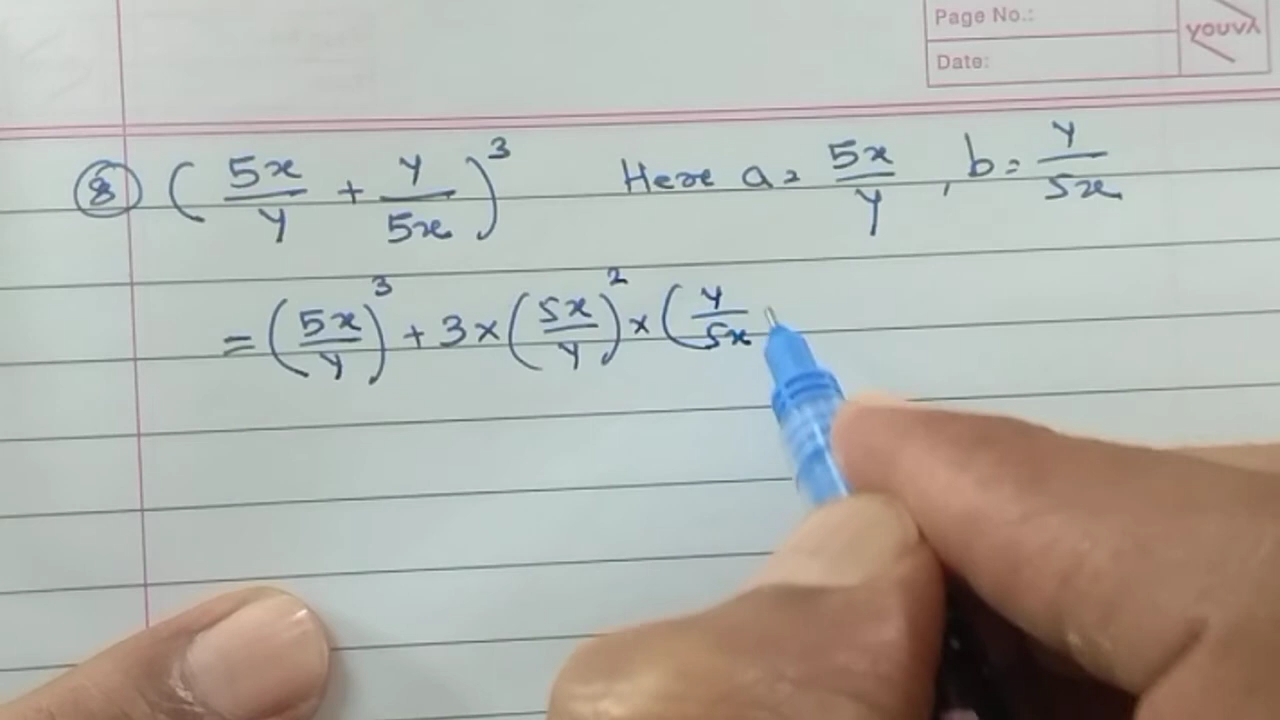 Page No.:
Date:
youva
⑧ (5x/y + y/5x)³ Here a = 5x/y , b = y/5x
= (5x/y)³ + 3 × (5x/y)² × (y/5x